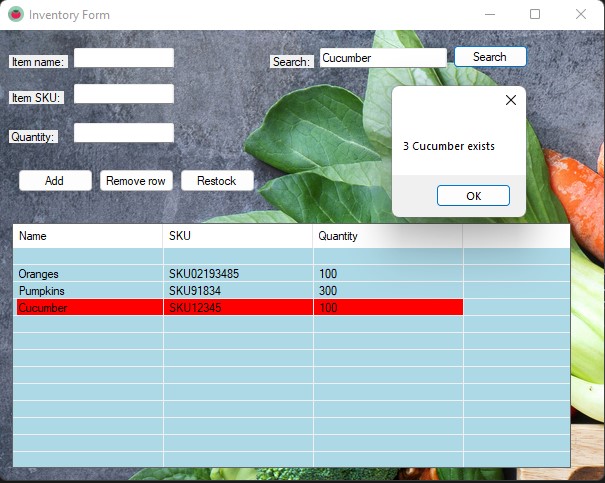 Inventory Form
Item name:
Search: Cucumber Search
Item SKU:
3 Cucumber exists
Quantity:
OK
Add Remove row Restock
Name SKU Quantity
Oranges SKU02193485 100
Pumpkins SKU91834 300
Cucumber SKU12345 100